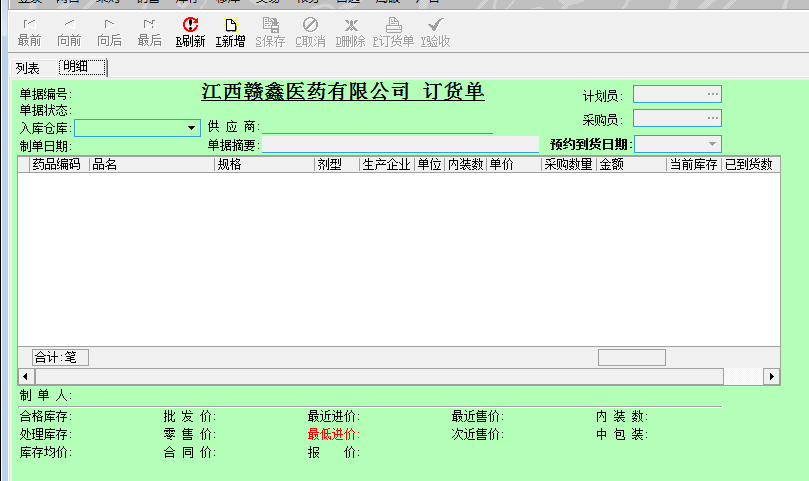 最前 向前 向后 最后 R刷新 I新增 S保存 C取消 D删除 P订货单 Y验收
列表 明细
江西赣鑫医药有限公司 订货单
单据编号: 计划员: ...
单据状态:
采购员: ...
入库仓库: 供 应 商:
制单日期: 单据摘要: 预约到货日期:
药品编码 品名 规格 剂型 生产企业 单位 内装数 单价 采购数量 金额 当前库存 已到货数
合计:笔
制 单 人:
合格库存: 批 发 价: 最近进价: 最近售价: 内 装 数:
处理库存: 零 售 价: 最低进价: 次近售价: 中 包 装:
库存均价: 合 同 价: 报 价: